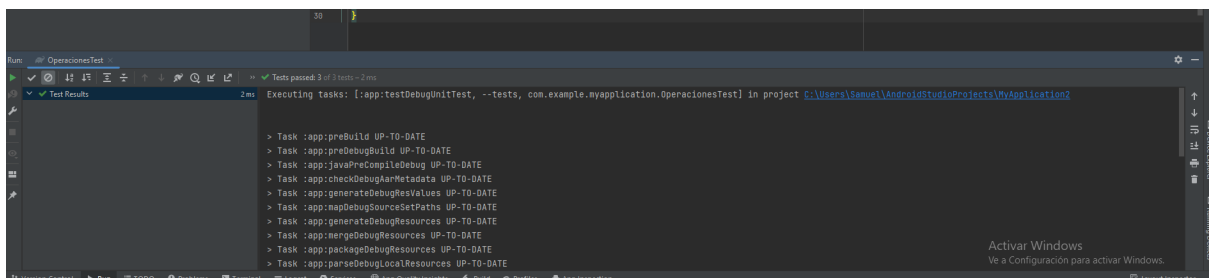 30 }
Run: OperacionesTest
Tests passed: 3 of 3 tests – 2 ms
Test Results 2 ms
Executing tasks: [:app:testDebugUnitTest, --tests, com.example.myapplication.OperacionesTest] in project C:\Users\Samuel\AndroidStudioProjects\MyApplication2
> Task :app:preBuild UP-TO-DATE
> Task :app:preDebugBuild UP-TO-DATE
> Task :app:javaPreCompileDebug UP-TO-DATE
> Task :app:checkDebugAarMetadata UP-TO-DATE
> Task :app:generateDebugResValues UP-TO-DATE
> Task :app:mapDebugSourceSetPaths UP-TO-DATE
> Task :app:generateDebugResources UP-TO-DATE
> Task :app:mergeDebugResources UP-TO-DATE
> Task :app:packageDebugResources UP-TO-DATE
> Task :app:parseDebugLocalResources UP-TO-DATE
Activar Windows
Ve a Configuración para activar Windows.